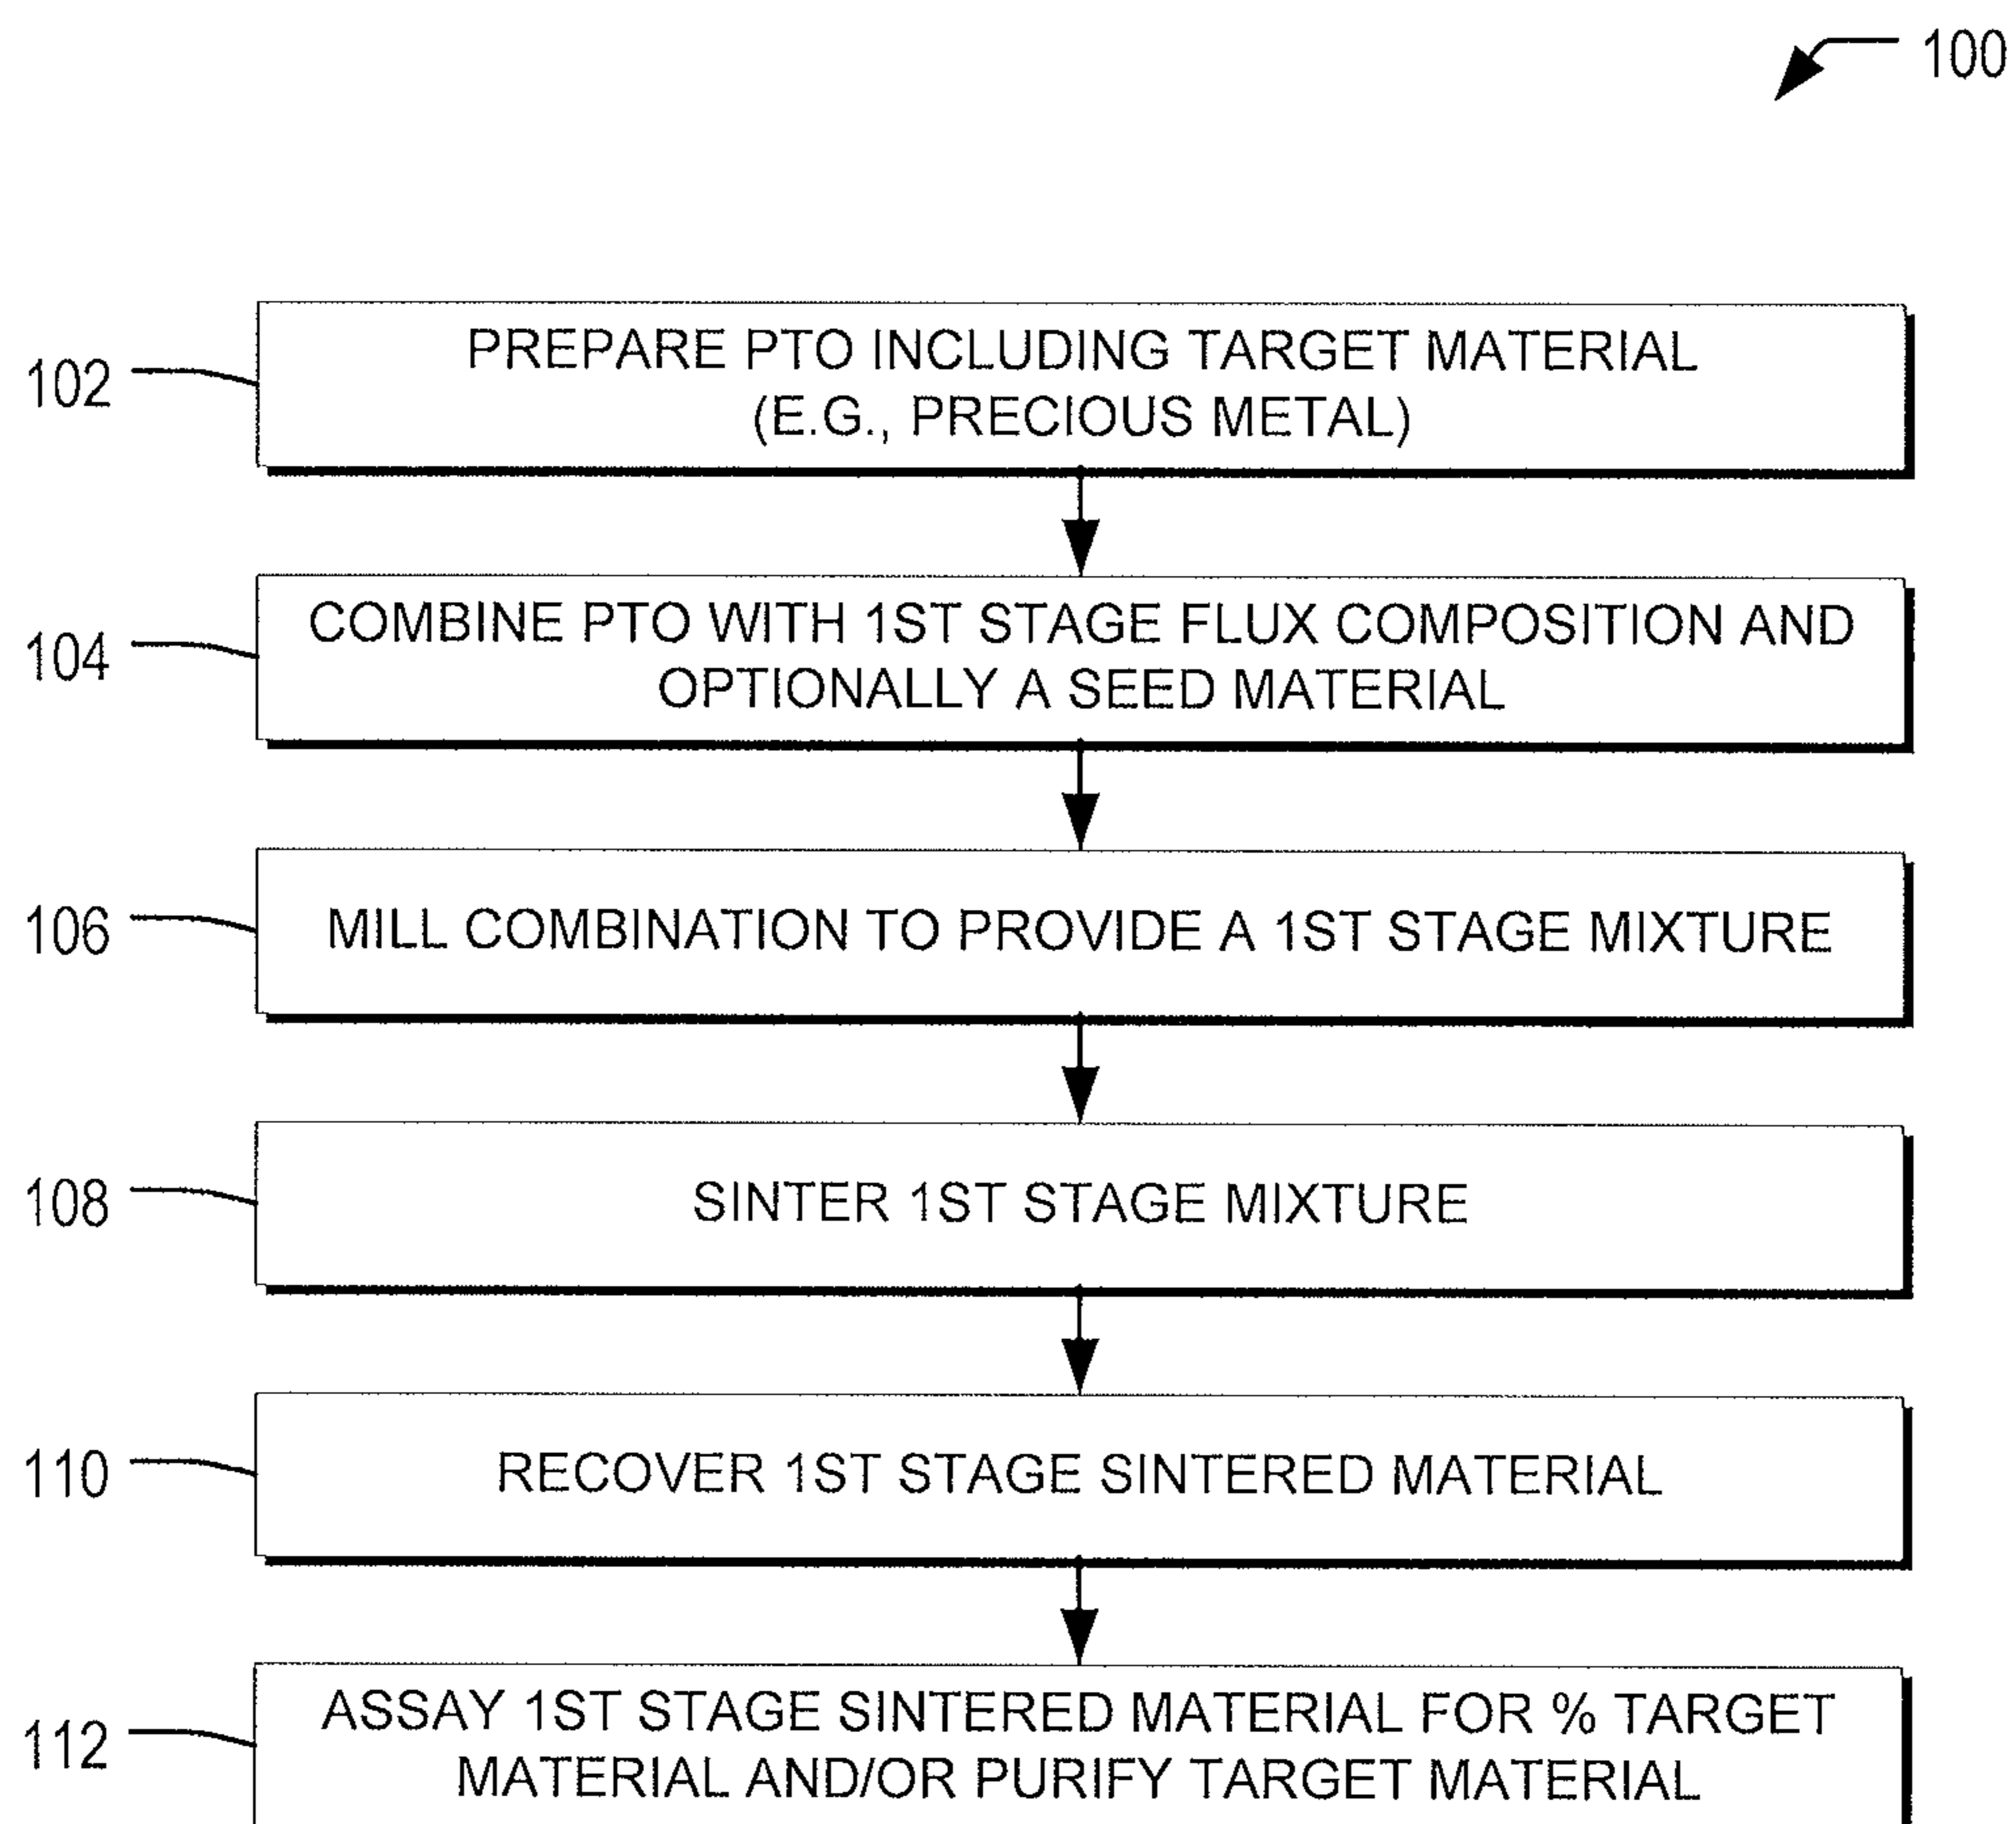 100
102
PREPARE PTO INCLUDING TARGET MATERIAL
(E.G., PRECIOUS METAL)
104
COMBINE PTO WITH 1ST STAGE FLUX COMPOSITION AND
OPTIONALLY A SEED MATERIAL
106
MILL COMBINATION TO PROVIDE A 1ST STAGE MIXTURE
108
SINTER 1ST STAGE MIXTURE
110
RECOVER 1ST STAGE SINTERED MATERIAL
112
ASSAY 1ST STAGE SINTERED MATERIAL FOR % TARGET
MATERIAL AND/OR PURIFY TARGET MATERIAL